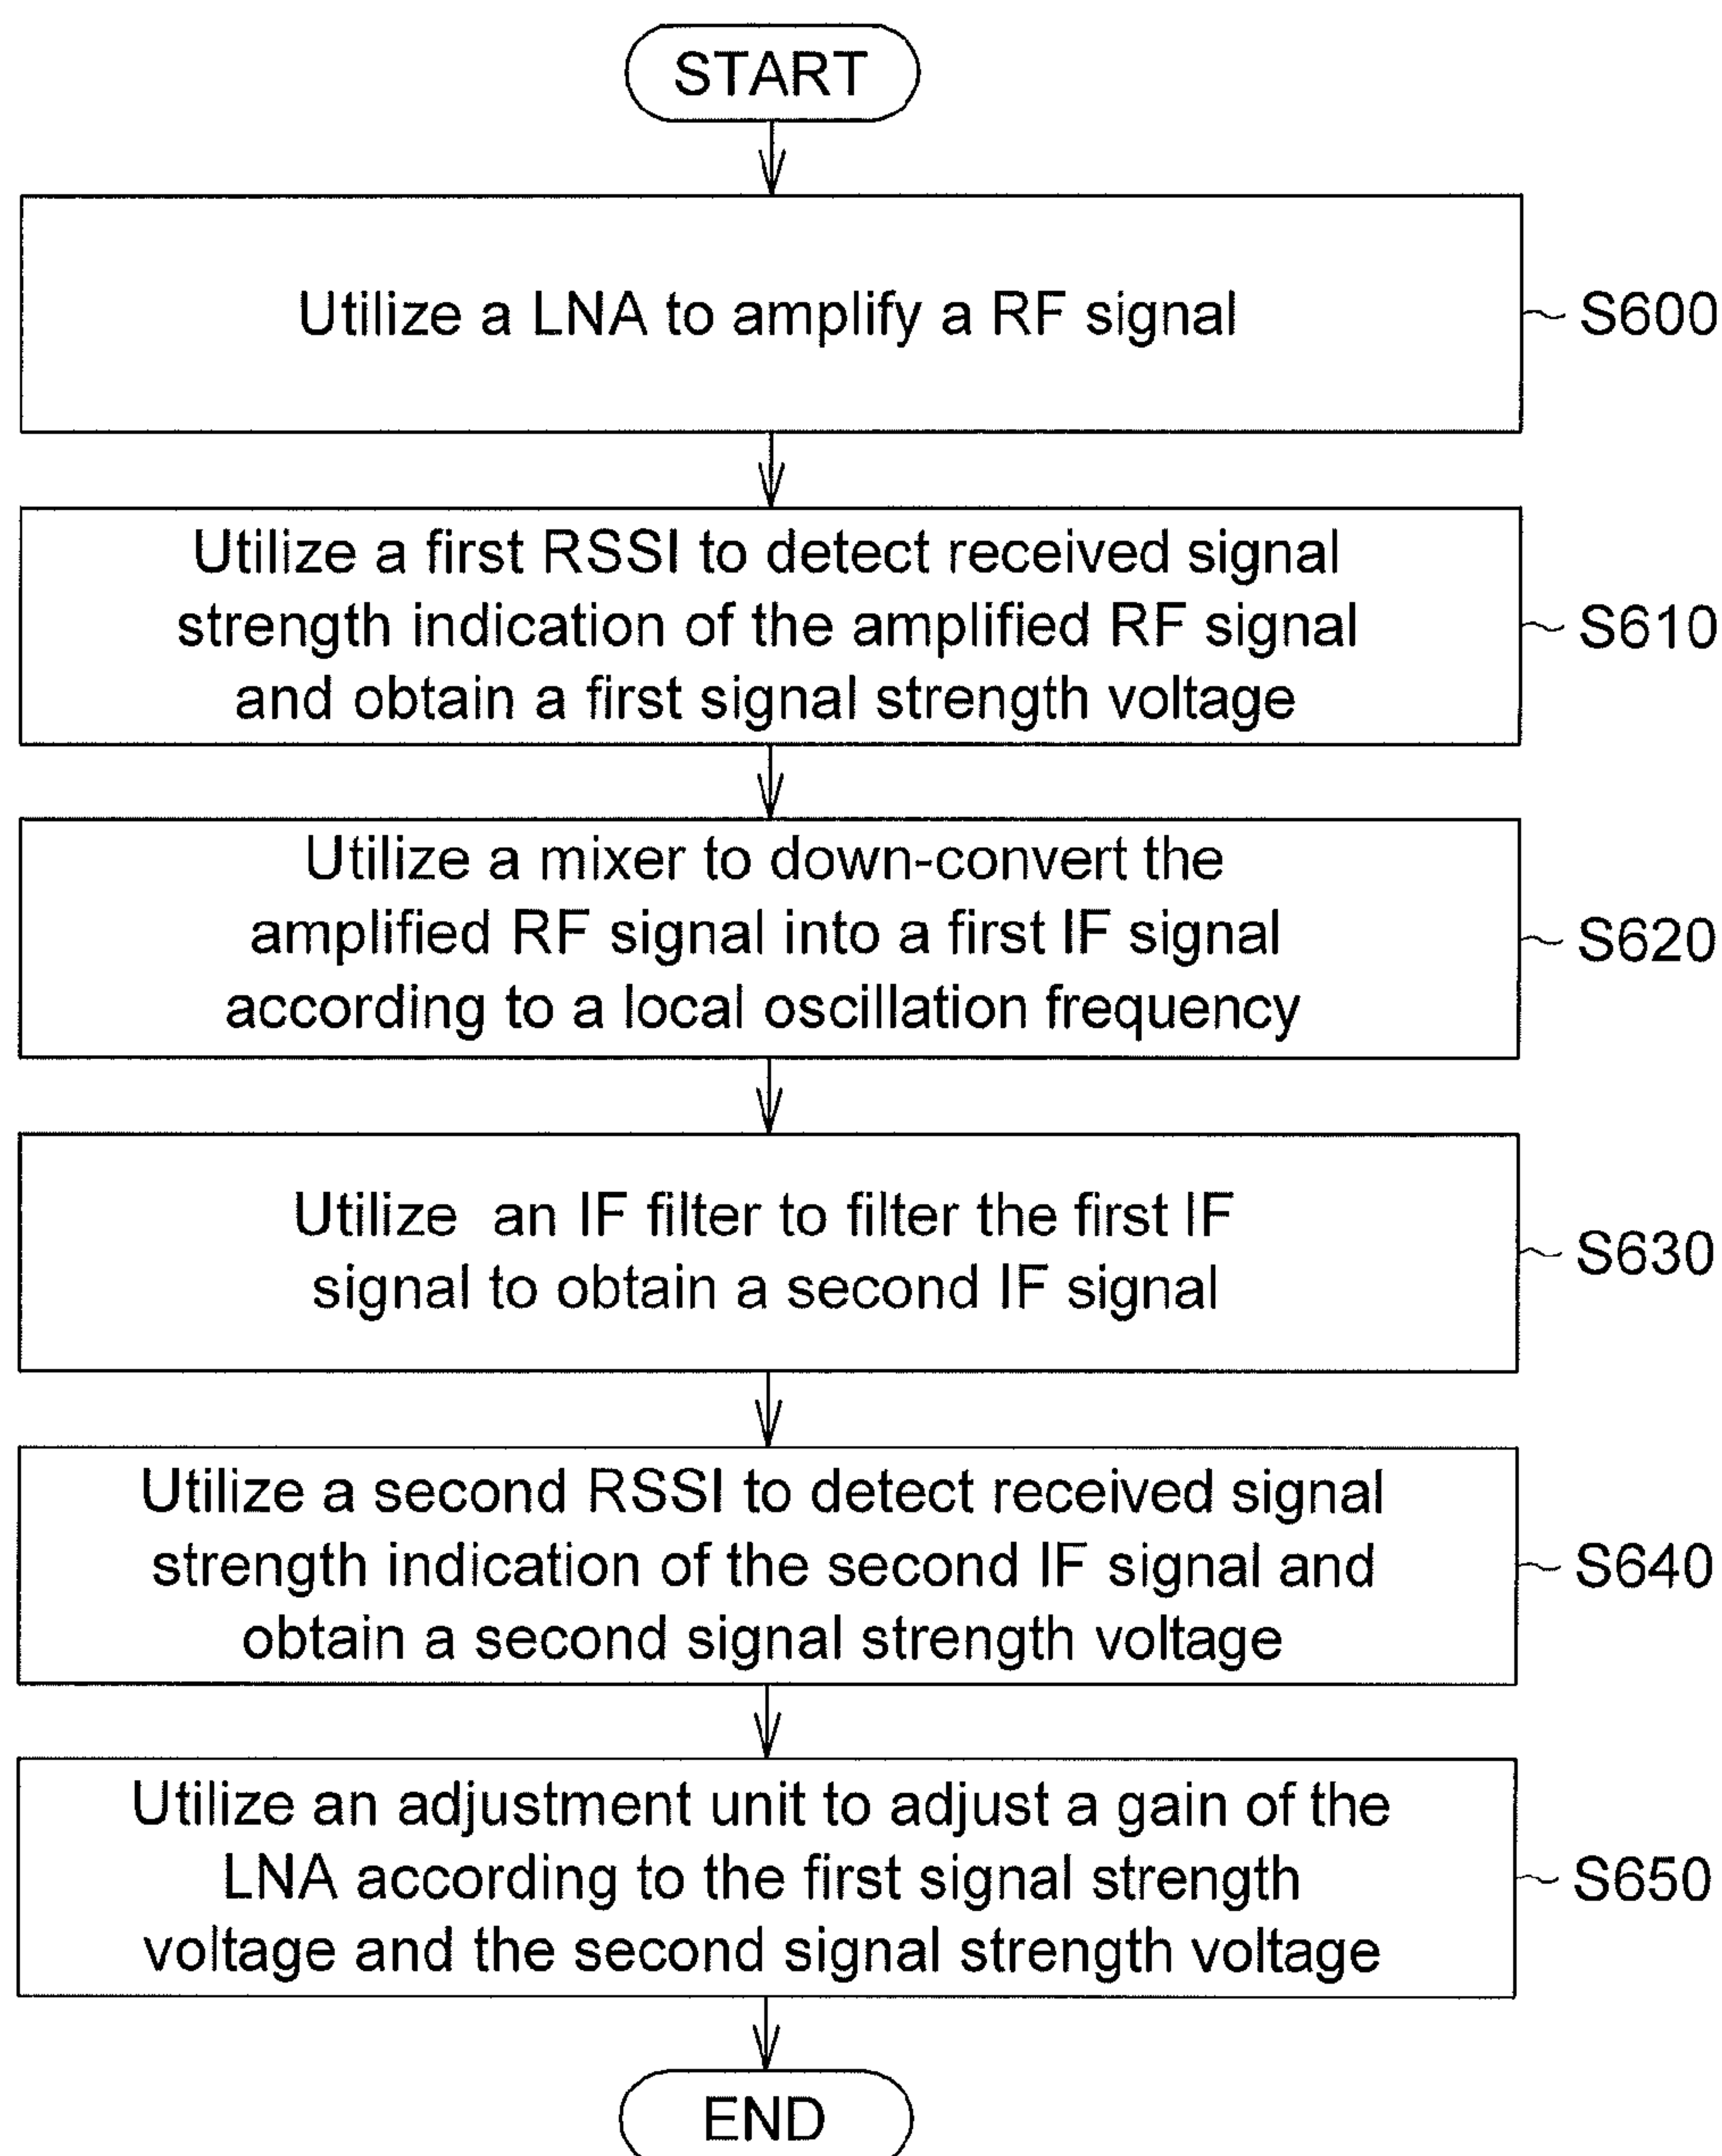 START
Utilize a LNA to amplify a RF signal
S600
Utilize a first RSSI to detect received signal
strength indication of the amplified RF signal
and obtain a first signal strength voltage
S610
Utilize a mixer to down-convert the
amplified RF signal into a first IF signal
according to a local oscillation frequency
S620
Utilize an IF filter to filter the first IF
signal to obtain a second IF signal
S630
Utilize a second RSSI to detect received signal
strength indication of the second IF signal and
obtain a second signal strength voltage
S640
Utilize an adjustment unit to adjust a gain of the
LNA according to the first signal strength
voltage and the second signal strength voltage
S650
END